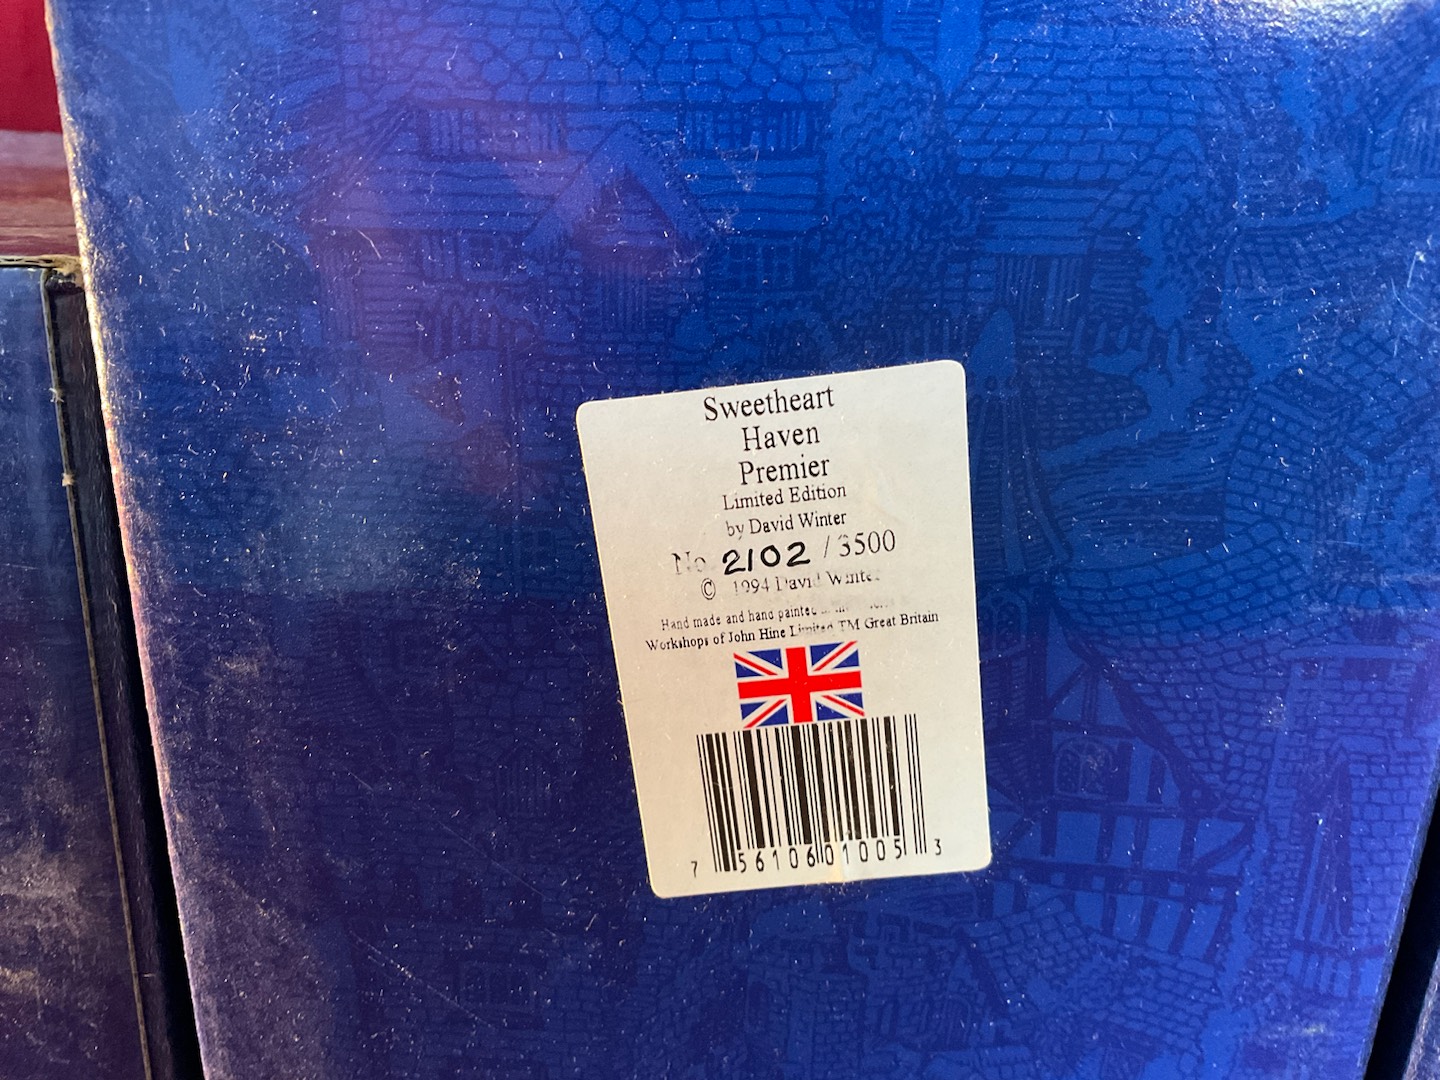 Sweetheart
Haven
Premier
Limited Edition
by David Winter
No. 2102 / 3500
© 1994 David Winter
Hand made and hand painted
Workshops of John Hine Limited TM Great Britain
7 56106 01005 3